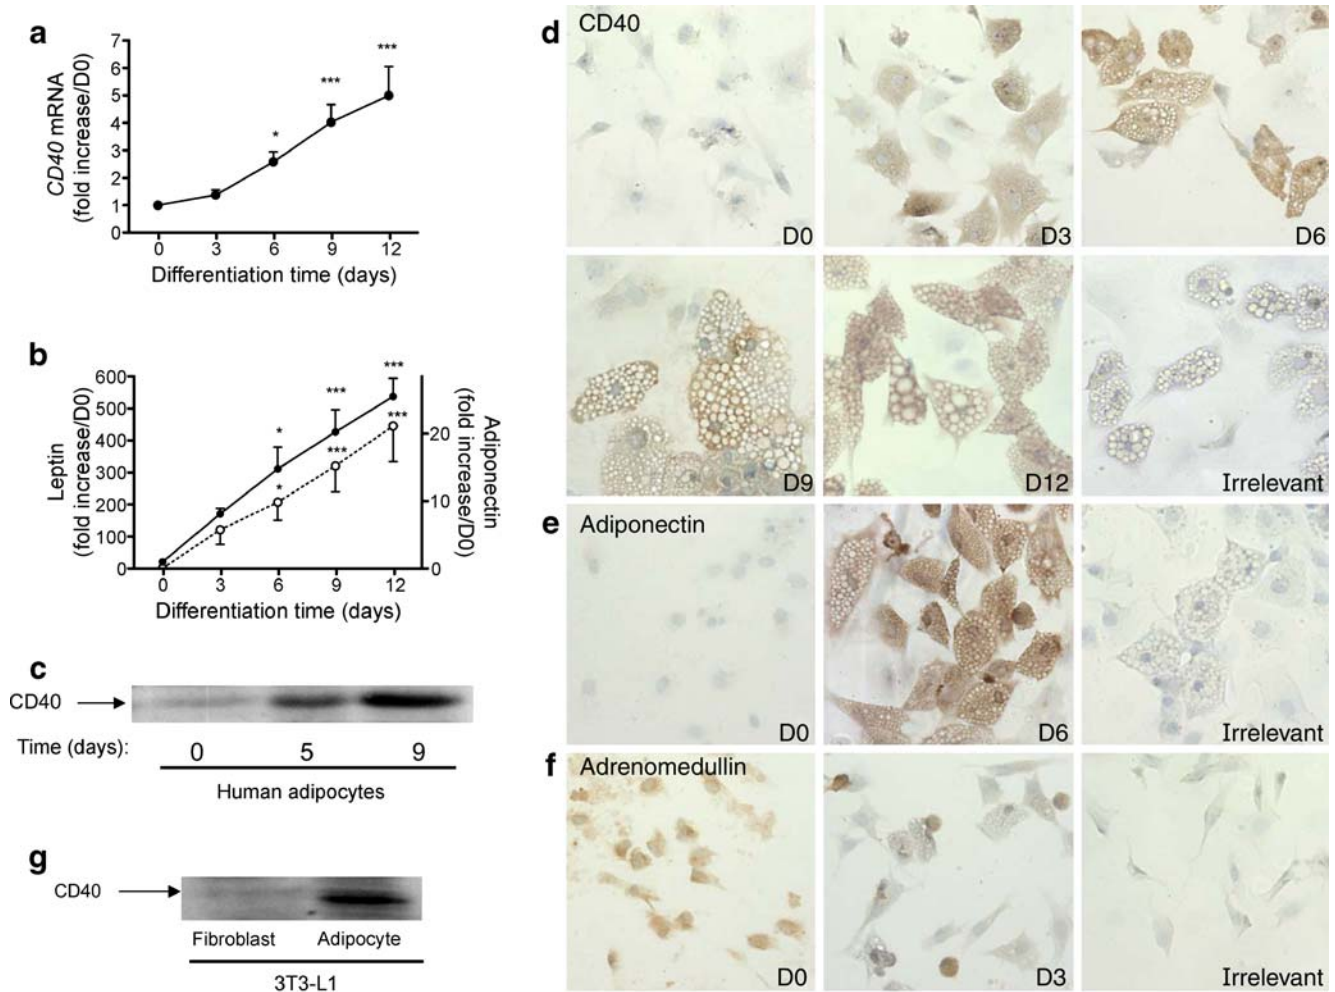 a
7
6
5
4
3
2
1
0
CD40 mRNA
(fold increase/D0)
*
***
***
0 3 6 9 12
Differentiation time (days)
b
600
500
400
300
200
100
0
Leptin
(fold increase/D0)
*
***
***
*
***
***
20
10
0
Adiponectin
(fold increase/D0)
0 3 6 9 12
Differentiation time (days)
c
CD40
Time (days): 0 5 9
Human adipocytes
g
CD40
Fibroblast Adipocyte
3T3-L1
d
CD40
D0
D3
D6
D9
D12
Irrelevant
e
Adiponectin
D0
D6
Irrelevant
f
Adrenomedullin
D0
D3
Irrelevant